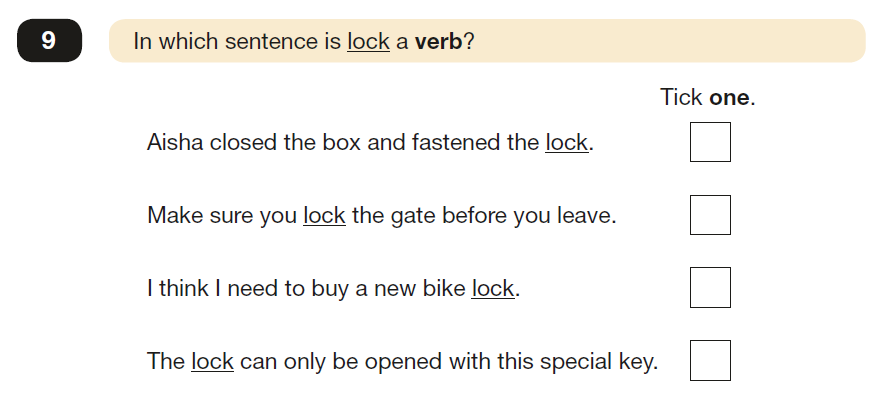 9
In which sentence is lock a verb?
Tick one.
Aisha closed the box and fastened the lock.
Make sure you lock the gate before you leave.
I think I need to buy a new bike lock.
The lock can only be opened with this special key.